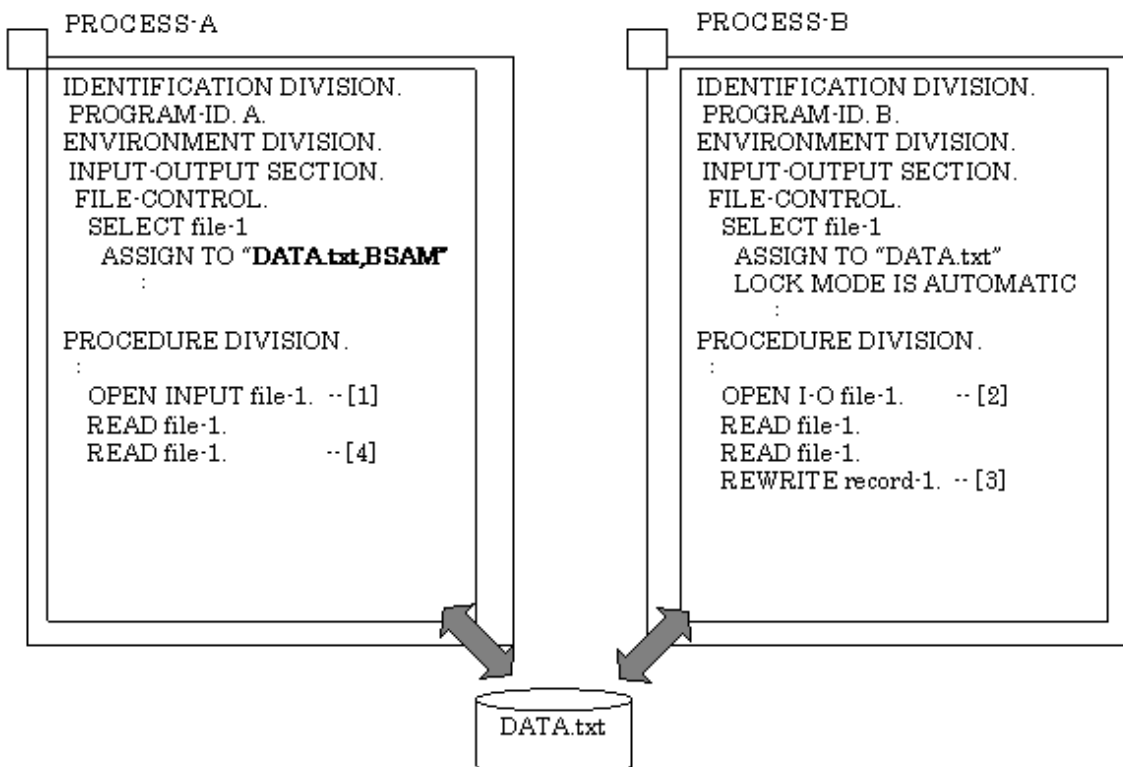 PROCESS-A
IDENTIFICATION DIVISION.
PROGRAM-ID. A.
ENVIRONMENT DIVISION.
INPUT-OUTPUT SECTION.
FILE-CONTROL.
SELECT file-1
ASSIGN TO “DATA.txt,BSAM”
:
PROCEDURE DIVISION.
:
OPEN INPUT file-1. --[1]
READ file-1.
READ file-1. --[4]
PROCESS-B
IDENTIFICATION DIVISION.
PROGRAM-ID. B.
ENVIRONMENT DIVISION.
INPUT-OUTPUT SECTION.
FILE-CONTROL.
SELECT file-1
ASSIGN TO “DATA.txt”
LOCK MODE IS AUTOMATIC
:
PROCEDURE DIVISION.
:
OPEN I-O file-1. -- [2]
READ file-1.
READ file-1.
REWRITE record-1. -- [3]
DATA.txt